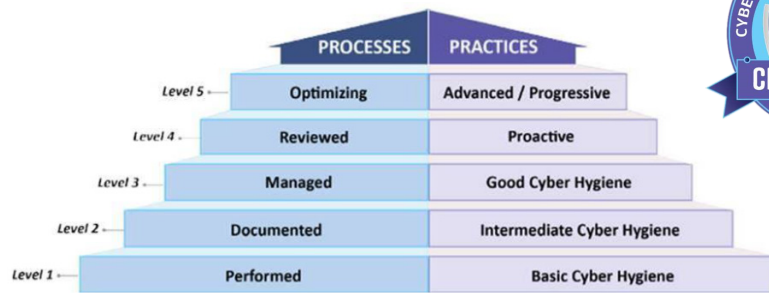 PROCESSES PRACTICES
Level 5 Optimizing Advanced / Progressive
Level 4 Reviewed Proactive
Level 3 Managed Good Cyber Hygiene
Level 2 Documented Intermediate Cyber Hygiene
Level 1 Performed Basic Cyber Hygiene